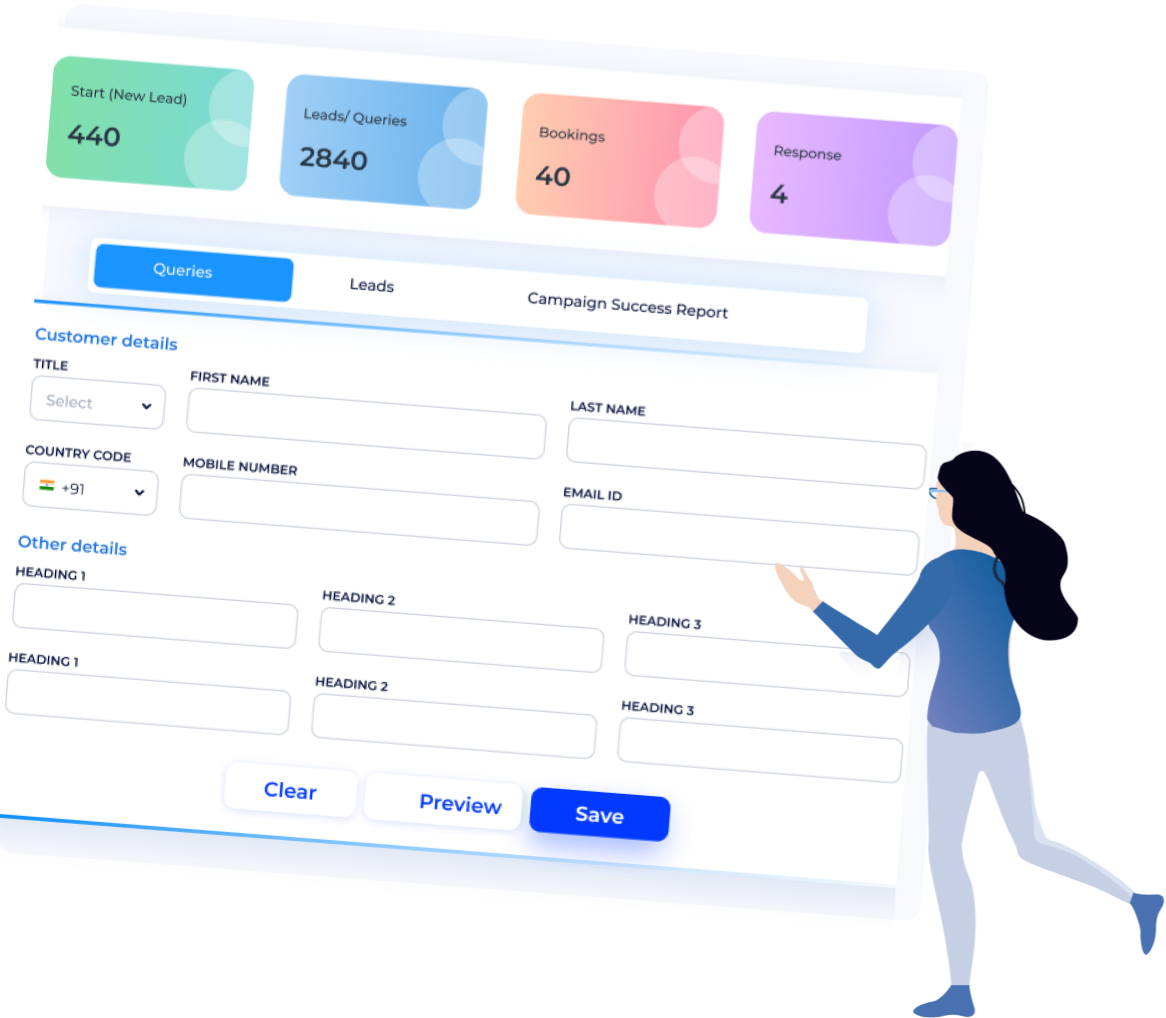 Start (New Lead)
440
Leads/ Queries
2840
Bookings
40
Response
4
Queries
Leads
Campaign Success Report
Customer details
TITLE
Select
FIRST NAME
LAST NAME
COUNTRY CODE
+91
MOBILE NUMBER
EMAIL ID
Other details
HEADING 1
HEADING 2
HEADING 3
HEADING 1
HEADING 2
HEADING 3
Clear
Preview
Save